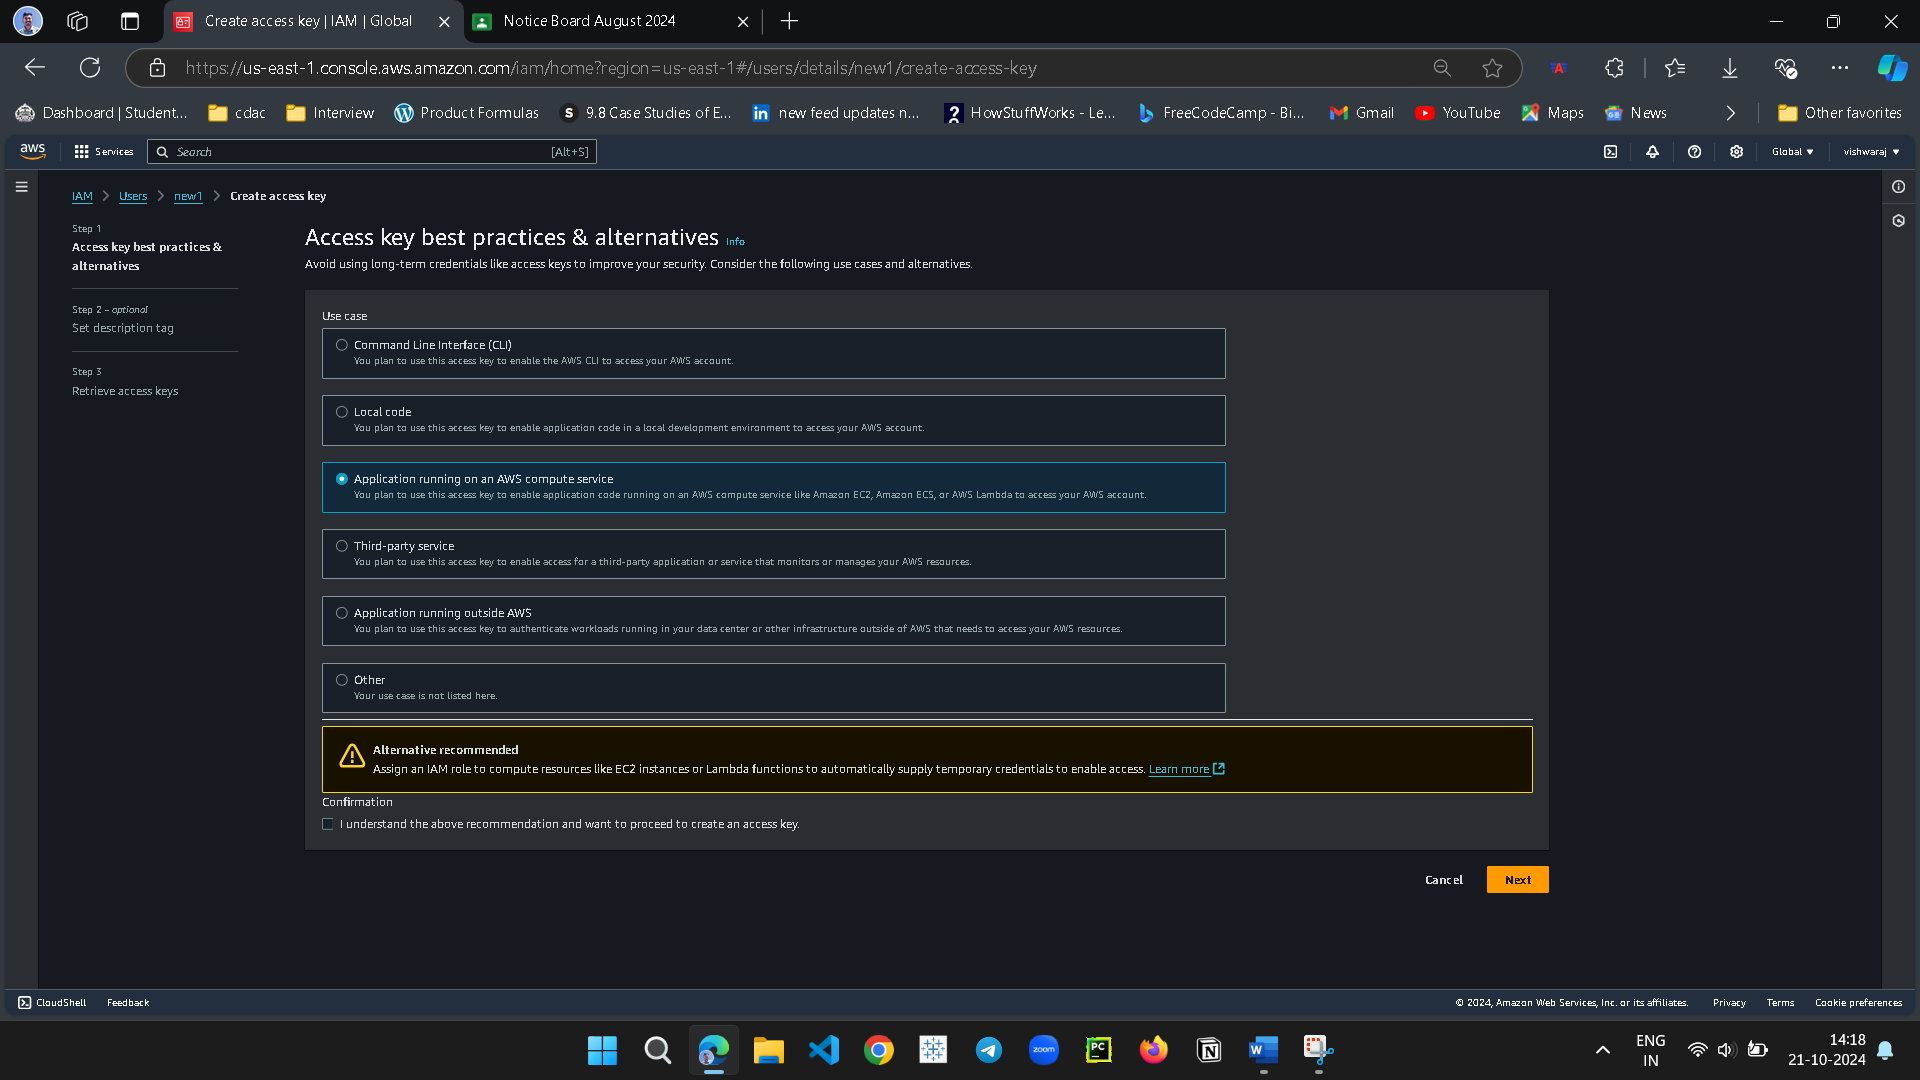 Create access key | IAM | Global
Notice Board August 2024
https://us-east-1.console.aws.amazon.com/iam/home?region=us-east-1#/users/details/new1/create-access-key
Dashboard | Student...
cdac
Interview
Product Formulas
9.8 Case Studies of E...
new feed updates n...
HowStuffWorks - Le...
FreeCodeCamp - Bi...
Gmail
YouTube
Maps
News
Other favorites
aws
Services
Search
[Alt+S]
Global
vishwaraj
IAM
Users
new1
Create access key
Step 1
Access key best practices &
alternatives
Step 2 - optional
Set description tag
Step 3
Retrieve access keys
Access key best practices & alternatives Info
Avoid using long-term credentials like access keys to improve your security. Consider the following use cases and alternatives.
Use case
Command Line Interface (CLI)
You plan to use this access key to enable the AWS CLI to access your AWS account.
Local code
You plan to use this access key to enable application code in a local development environment to access your AWS account.
Application running on an AWS compute service
You plan to use this access key to enable application code running on an AWS compute service like Amazon EC2, Amazon ECS, or AWS Lambda to access your AWS account.
Third-party service
You plan to use this access key to enable access for a third-party application or service that monitors or manages your AWS resources.
Application running outside AWS
You plan to use this access key to authenticate workloads running in your data center or other infrastructure outside of AWS that needs to access your AWS resources.
Other
Your use case is not listed here.
Alternative recommended
Assign an IAM role to compute resources like EC2 instances or Lambda functions to automatically supply temporary credentials to enable access. Learn more
Confirmation
I understand the above recommendation and want to proceed to create an access key.
Cancel
Next
CloudShell
Feedback
© 2024, Amazon Web Services, Inc. or its affiliates.
Privacy
Terms
Cookie preferences
zoom
PC
ENG
IN
14:18
21-10-2024